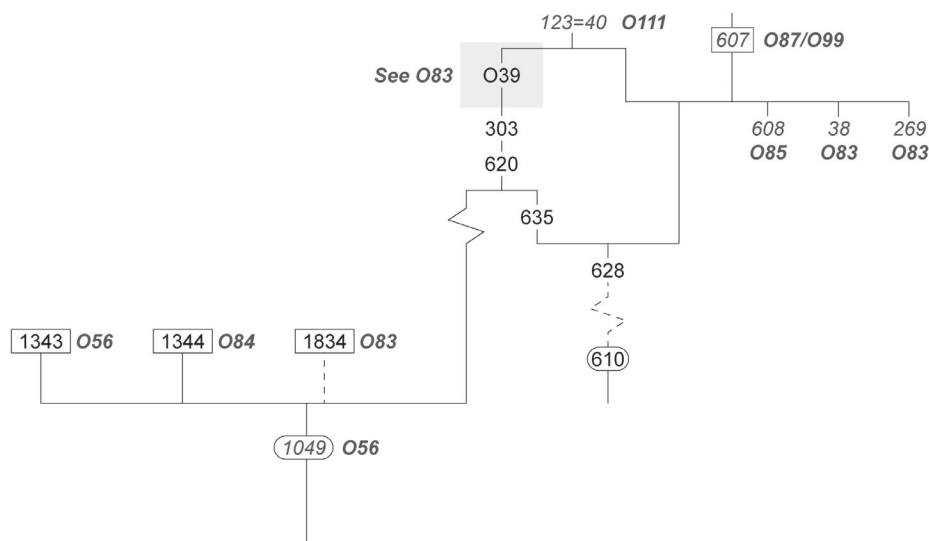 123=40 O111
607 O87/O99
See O83 O39
303
608 38 269
O85 O83 O83
620
635
628
1343 O56 1344 O84 1834 O83
610
1049 O56